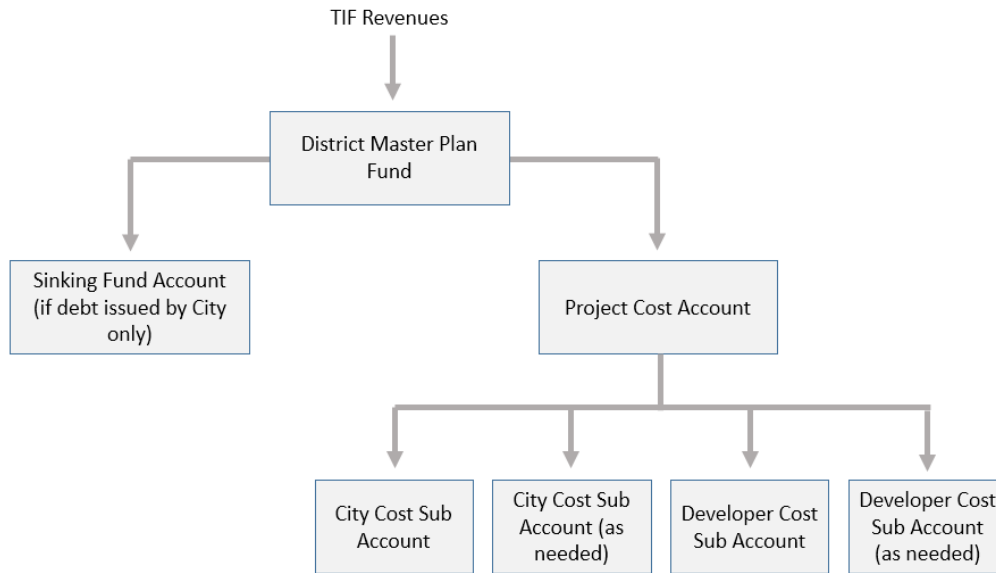 TIF Revenues
District Master Plan
Fund
Sinking Fund Account
(if debt issued by City
only)
Project Cost Account
City Cost Sub
Account
City Cost Sub
Account (as
needed)
Developer Cost
Sub Account
Developer Cost
Sub Account
(as needed)